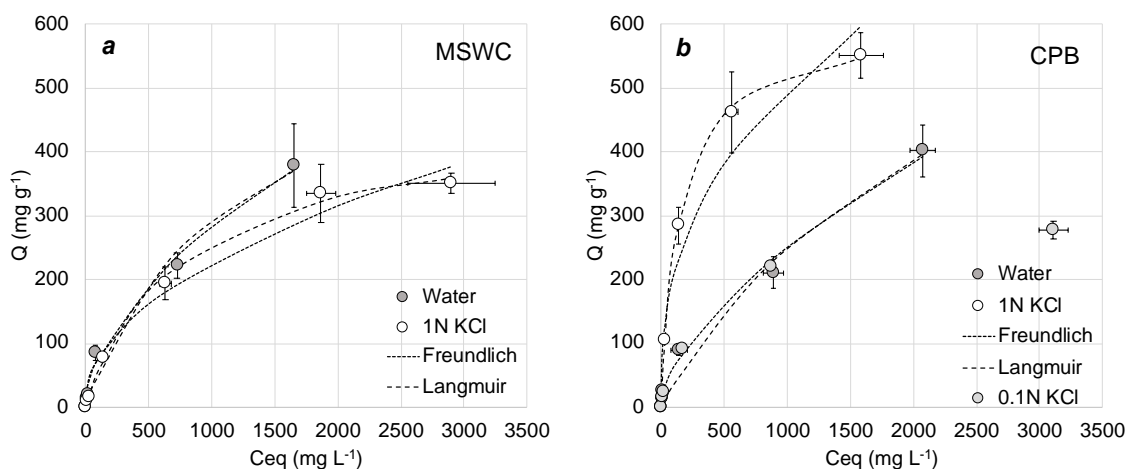 a
MSWC
Q (mg g-1)
600
500
400
300
200
100
0
Water
1N KCl
Freundlich
Langmuir
0 500 1000 1500 2000 2500 3000 3500
Ceq (mg L-1)
b
CPB
Q (mg g-1)
600
500
400
300
200
100
0
Water
1N KCl
Freundlich
Langmuir
0.1N KCl
0 500 1000 1500 2000 2500 3000 3500
Ceq (mg L-1)